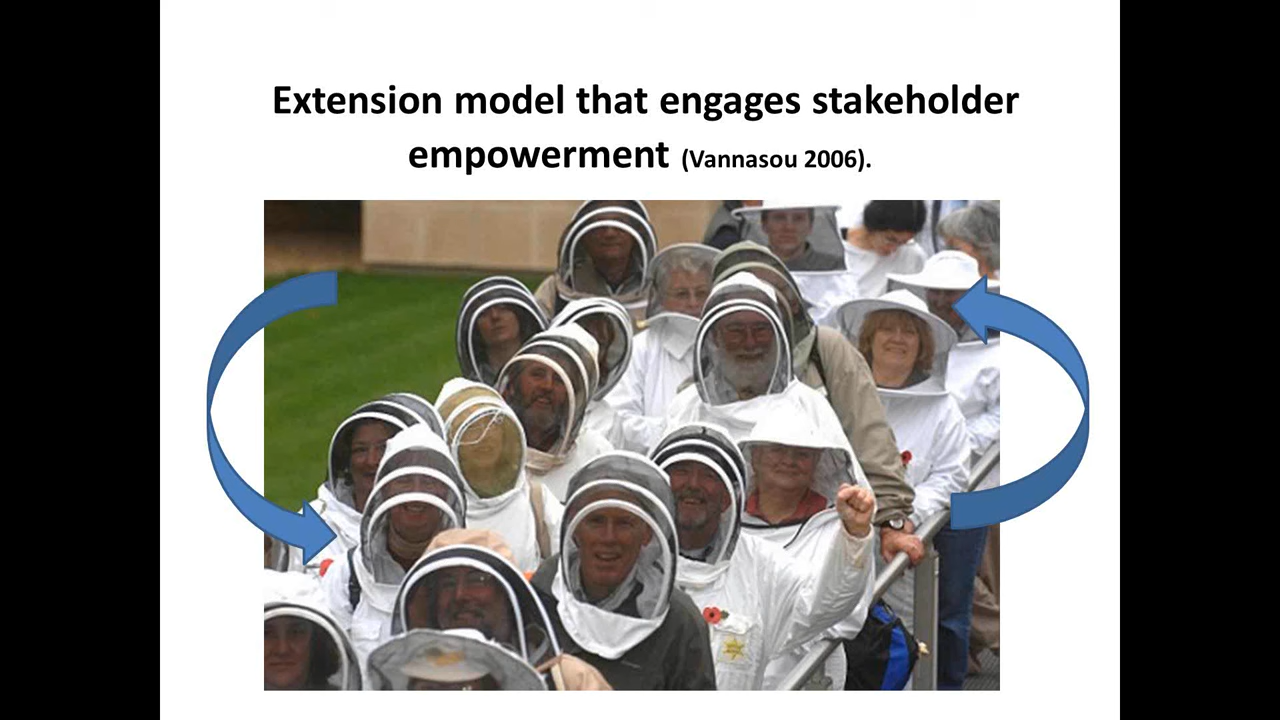 Extension model that engages stakeholder
empowerment (Vannasou 2006).